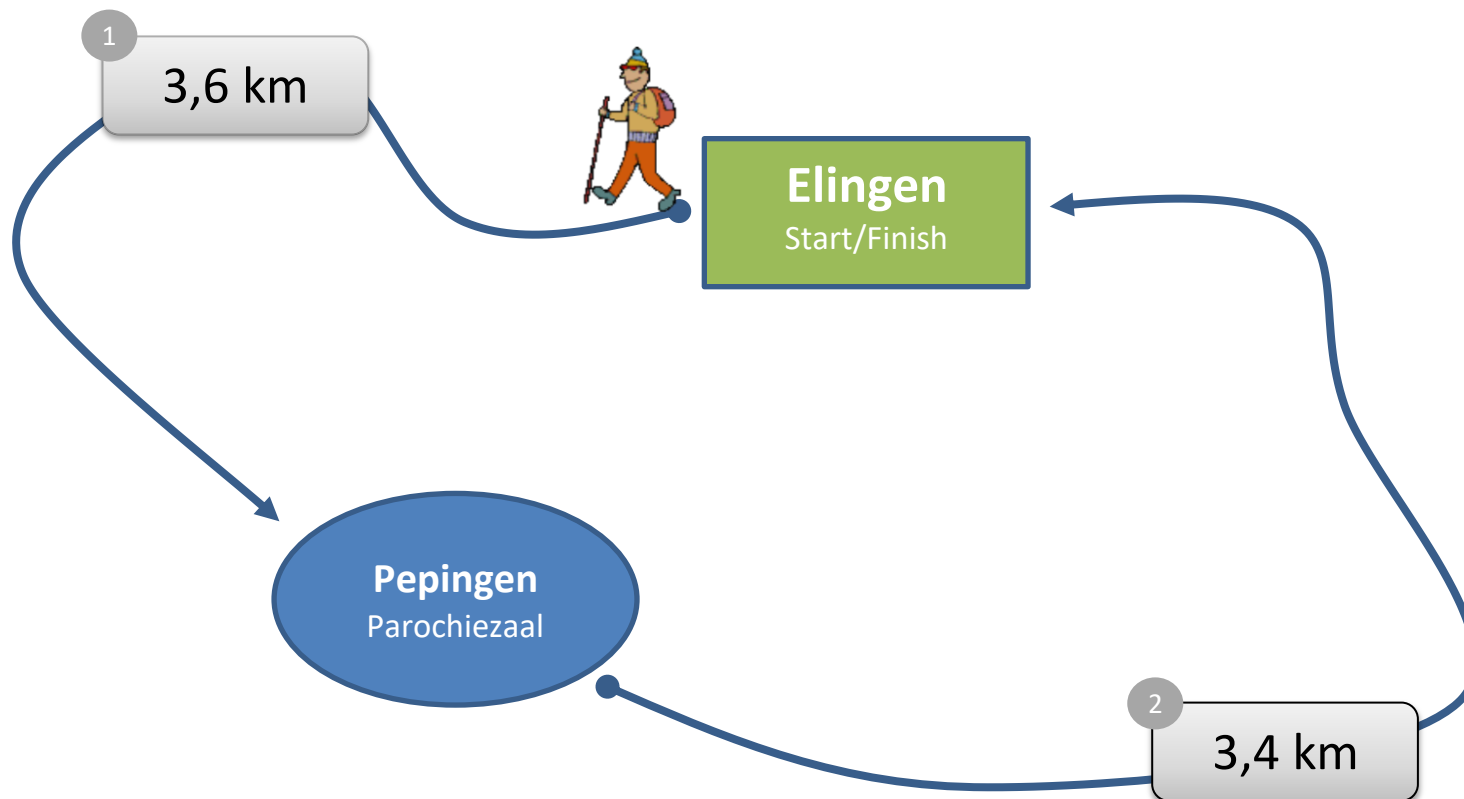 1
3,6 km
Elingen
Start/Finish
Pepingen
Parochiezaal
2
3,4 km